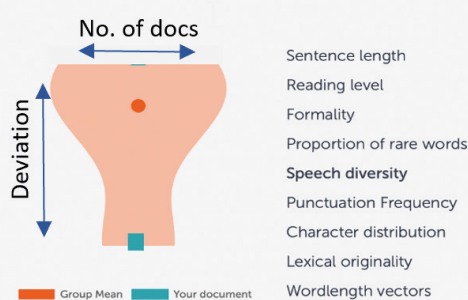 No. of docs
Deviation
Group Mean
Your document
Sentence length
Reading level
Formality
Proportion of rare words
Speech diversity
Punctuation Frequency
Character distribution
Lexical originality
Wordlength vectors